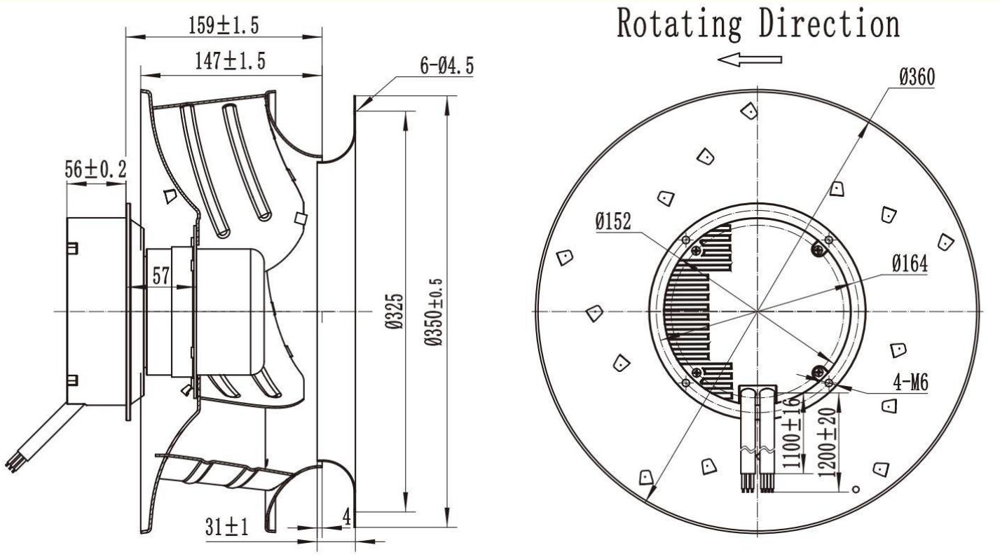 Rotating Direction
159±1.5
147±1.5
6-Ø4.5
Ø360
56±0.2
Ø152
57
Ø164
Ø325
Ø350±0.5
4-M6
1100±16
1200±20
31±1
4